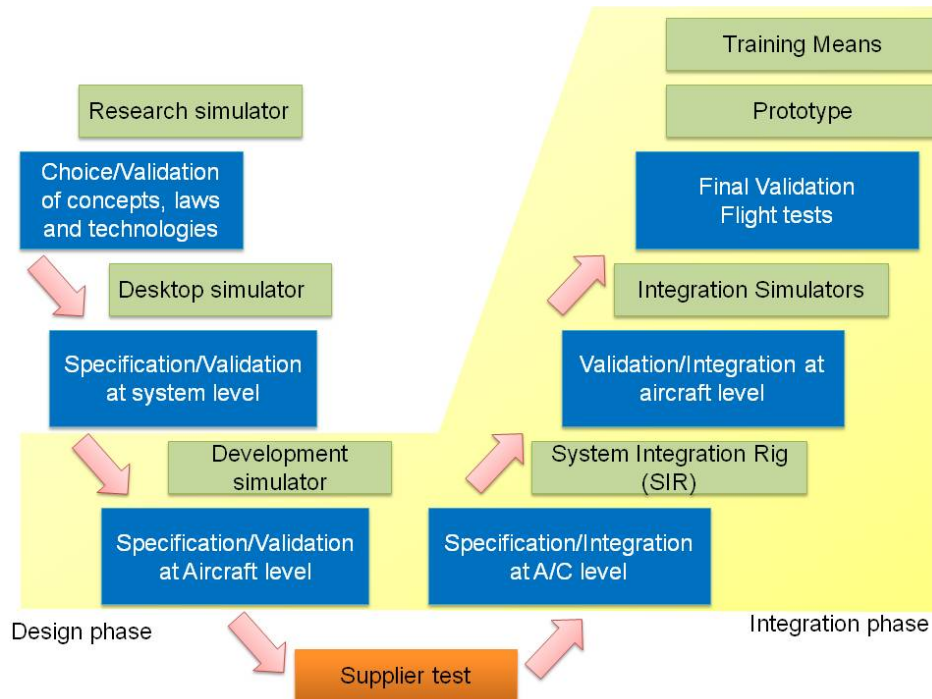 Training Means
Research simulator
Prototype
Choice/Validation
of concepts, laws
and technologies
Final Validation
Flight tests
Desktop simulator
Integration Simulators
Specification/Validation
at system level
Validation/Integration at
aircraft level
Development
simulator
System Integration Rig
(SIR)
Specification/Validation
at Aircraft level
Specification/Integration
at A/C level
Design phase
Integration phase
Supplier test